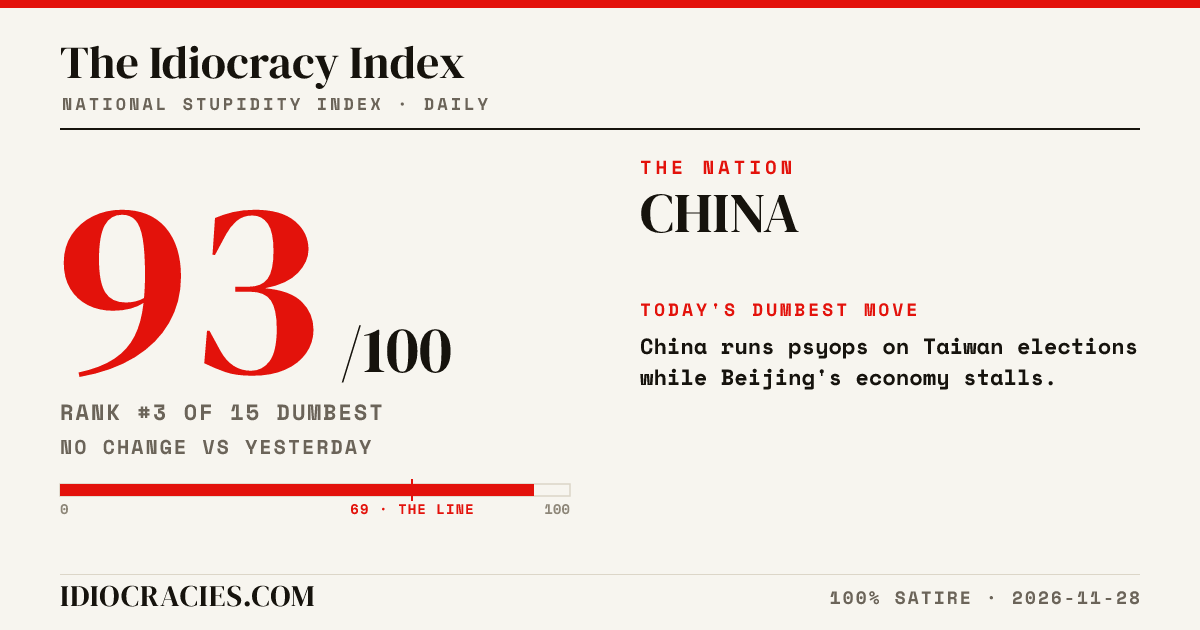 The Idiocracy Index
NATIONAL STUPIDITY INDEX · DAILY
93 /100
RANK #3 OF 15 DUMBEST
NO CHANGE VS YESTERDAY
0 69 · THE LINE 100
THE NATION
CHINA
TODAY'S DUMBEST MOVE
China runs psyops on Taiwan elections
while Beijing's economy stalls.
IDIOCRACIES.COM
100% SATIRE · 2026-11-28